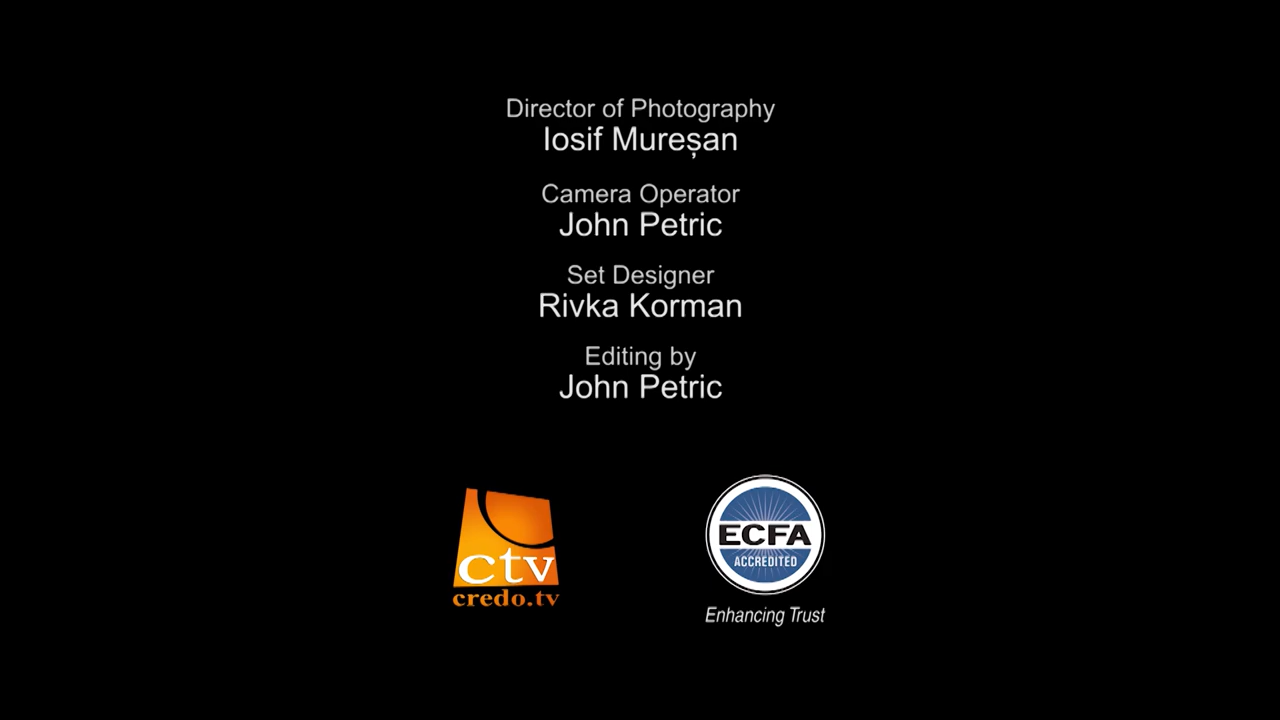 Director of Photography
Iosif Mureșan
Camera Operator
John Petric
Set Designer
Rivka Korman
Editing by
John Petric
ctv
credo.tv
ECFA
ACCREDITED
Enhancing Trust